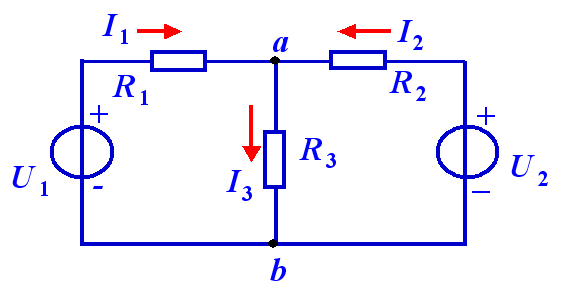 I1
I2
a
R1
R2
+
+
R3
U1
U2
-
I3
−
b